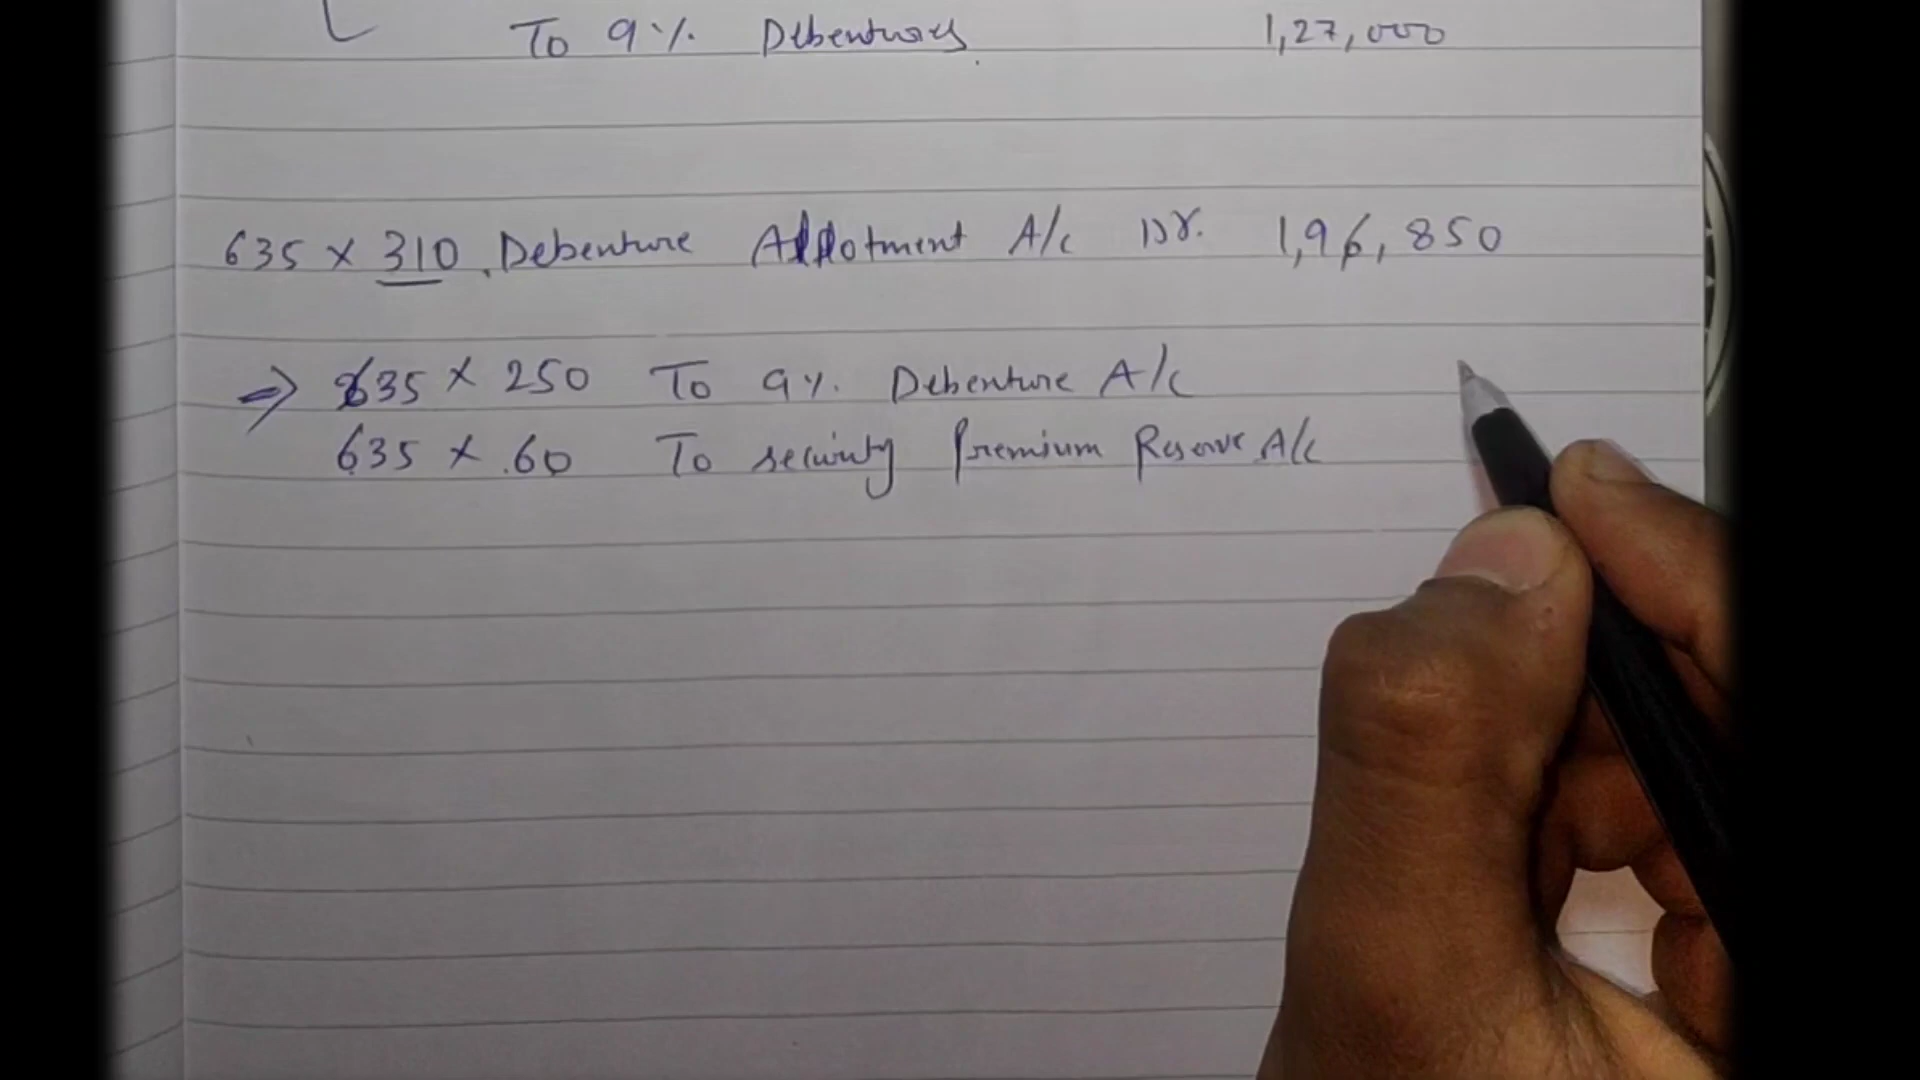 To 9% Debentures 1,27,000
635 × 310 Debenture Allotment A/c Dr. 1,96,850
⇒ 635 × 250 To 9% Debenture A/c
635 × 60 To security Premium Reserve A/c